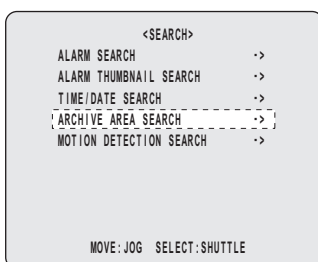 <SEARCH>
ALARM SEARCH ->
ALARM THUMBNAIL SEARCH ->
TIME/DATE SEARCH ->
ARCHIVE AREA SEARCH ->
MOTION DETECTION SEARCH ->
MOVE:JOG SELECT:SHUTTLE